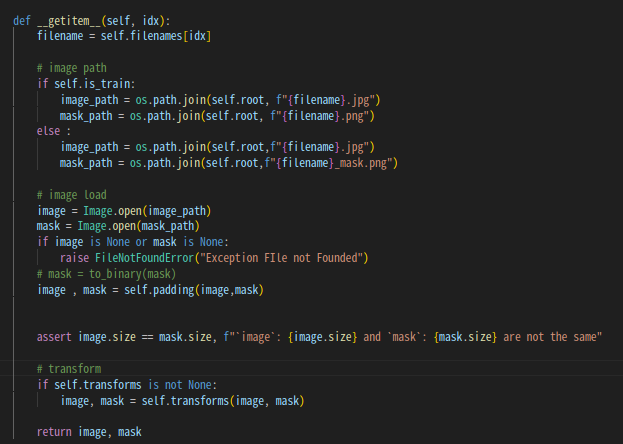 def __getitem__(self, idx):
    filename = self.filenames[idx]

    # image path
    if self.is_train:
        image_path = os.path.join(self.root, f"{filename}.jpg")
        mask_path = os.path.join(self.root, f"{filename}.png")
    else :
        image_path = os.path.join(self.root,f"{filename}.jpg")
        mask_path = os.path.join(self.root,f"{filename}_mask.png")

    # image load
    image = Image.open(image_path)
    mask = Image.open(mask_path)
    if image is None or mask is None:
        raise FileNotFoundError("Exception FIle not Founded")
    # mask = to_binary(mask)
    image , mask = self.padding(image,mask)


    assert image.size == mask.size, f"`image`: {image.size} and `mask`: {mask.size} are not the same"

    # transform
    if self.transforms is not None:
        image, mask = self.transforms(image, mask)

    return image, mask